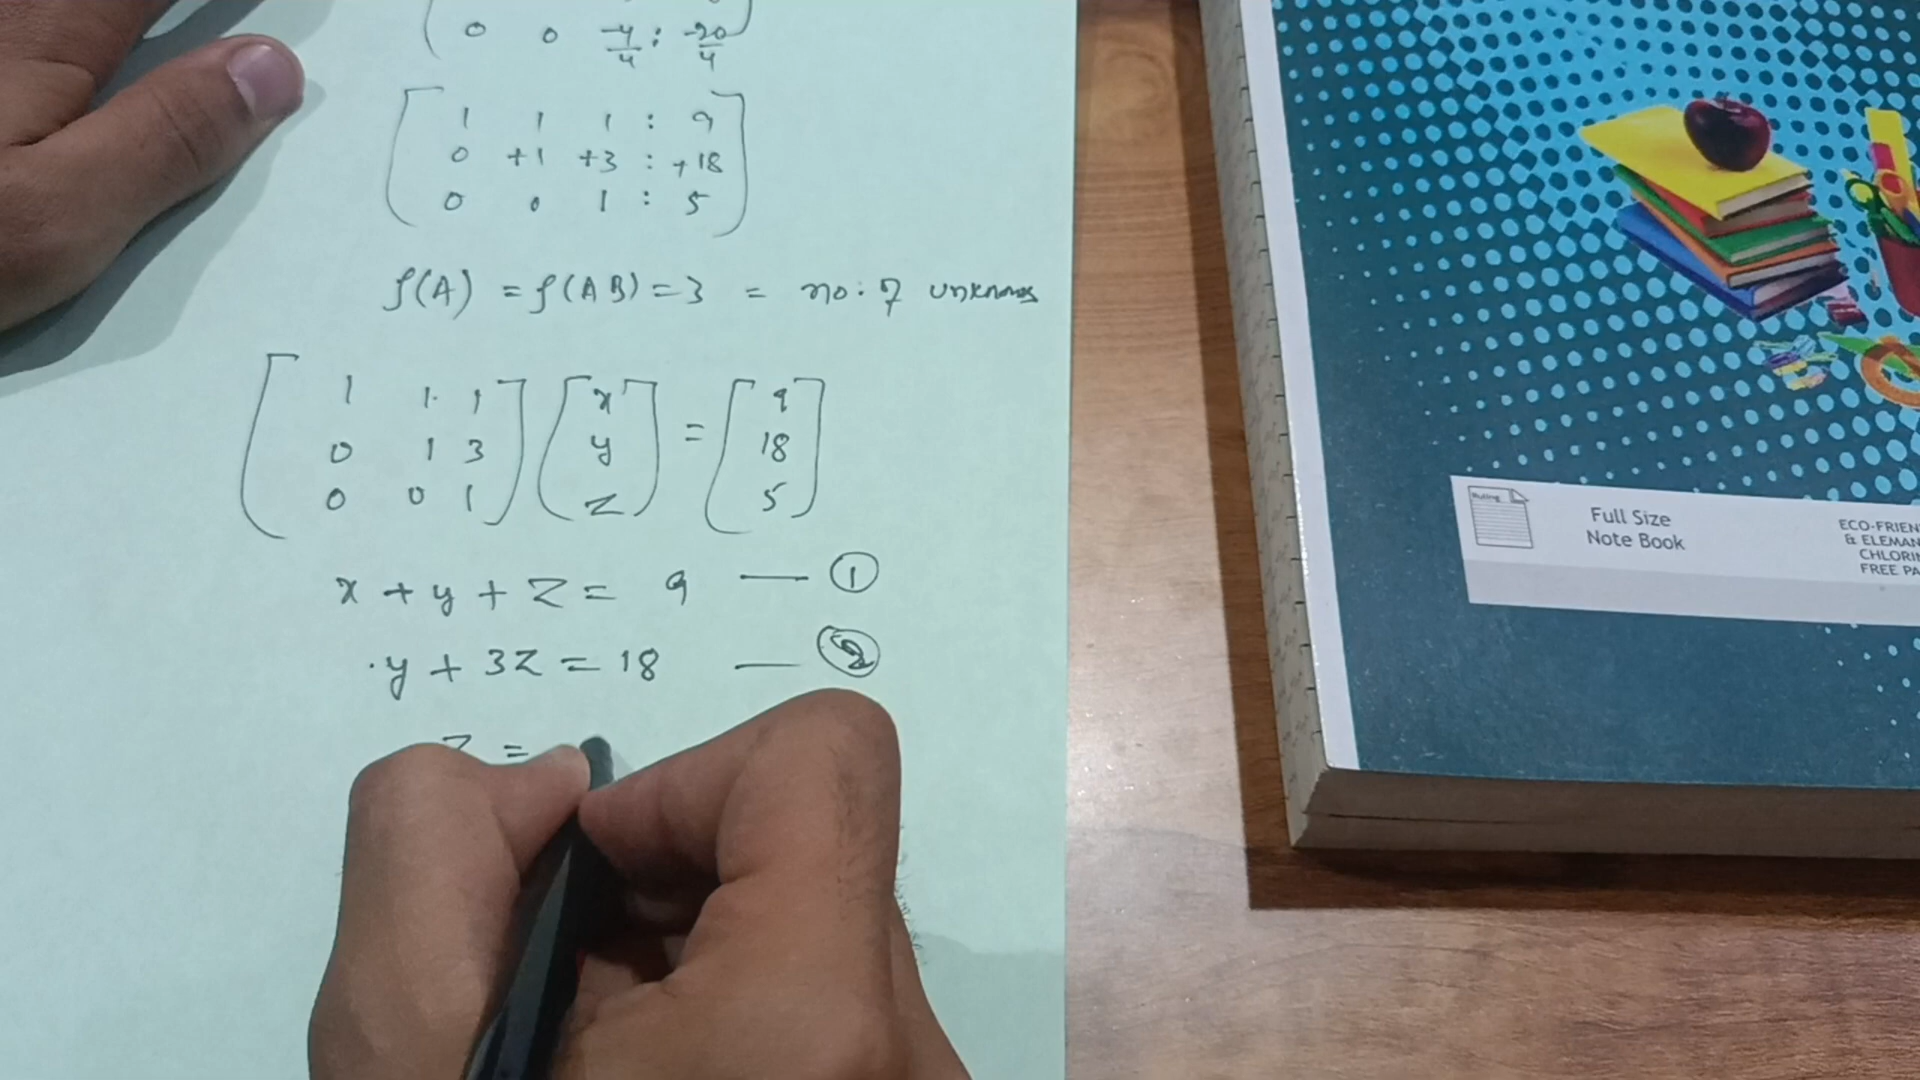 0 0 -4/4 : -20/4
1 1 1 : 9
0 +1 +3 : +18
0 0 1 : 5
ρ(A) = ρ(AB) = 3 = no: of unknowns
1 1 1 x = 9
0 1 3 y 18
0 0 1 z 5
x + y + z = 9 — ①
y + 3z = 18 — ②
z =
Ruling
Full Size
Note Book
ECO-FRIEN
& ELEMAN
CHLORIN
FREE PA